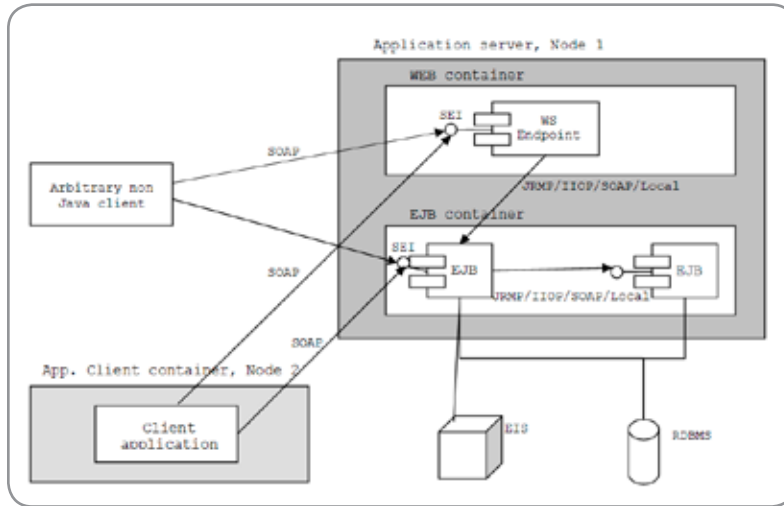 Application server, Node 1
WEB container
SEI
WS
Endpoint
SOAP
Arbitrary non
Java client
JRMP/IIOP/SOAP/Local
EJB container
SEI
EJB
EJB
SOAP
JRMP/IIOP/SOAP/Local
SOAP
App. Client container, Node 2
Client
application
EIS
RDBMS